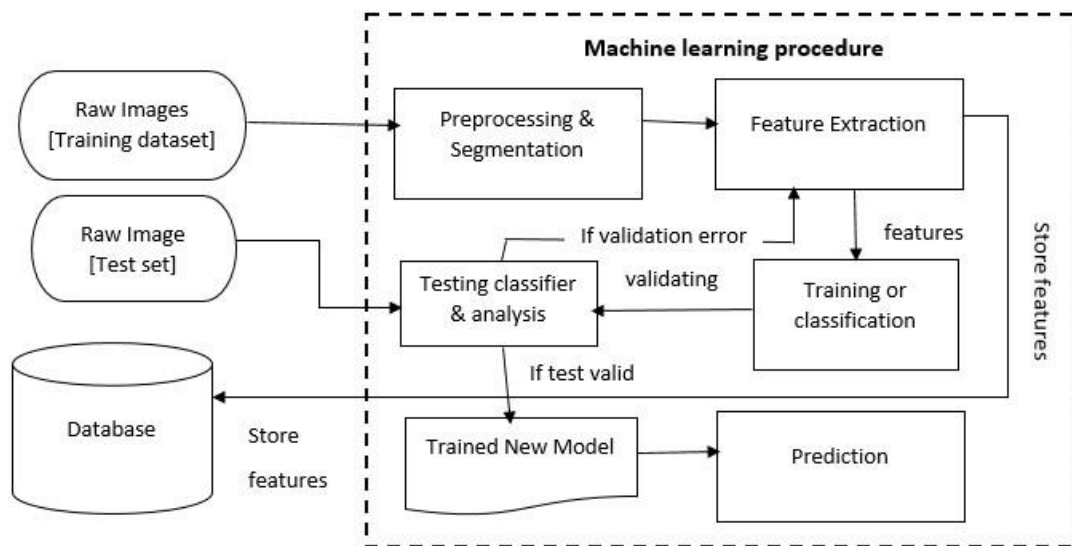 Machine learning procedure
Raw Images
[Training dataset]
Preprocessing &
Segmentation
Feature Extraction
Raw Image
[Test set]
If validation error
features
Store features
Testing classifier
& analysis
validating
Training or
classification
If test valid
Database
Store
features
Trained New Model
Prediction